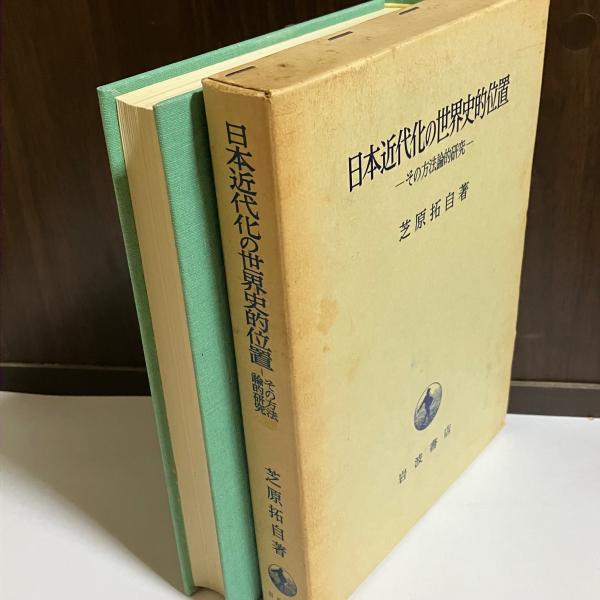 日本近代化の世界史的位置
―その方法論的研究―
芝原拓自著
岩波書店
日本近代化の世界史的位置
―その方法
論的研究
芝原拓自著